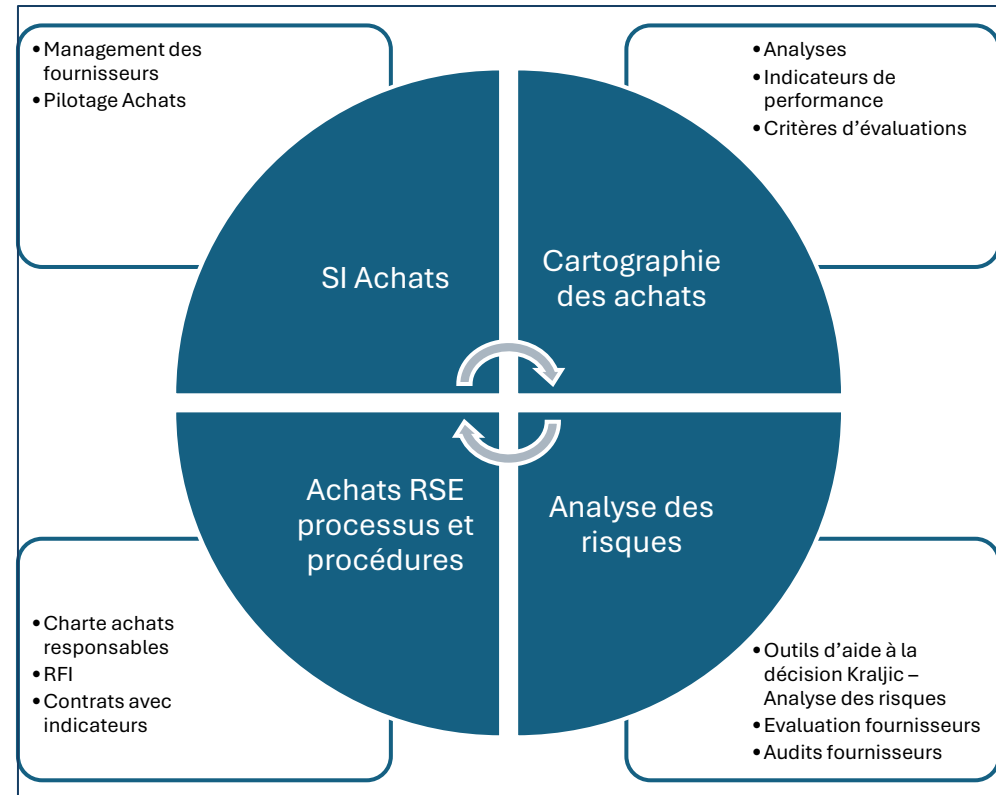 •Management des
fournisseurs
•Pilotage Achats
•Analyses
•Indicateurs de
performance
•Critères d'évaluations
SI Achats
Cartographie
des achats
Achats RSE
processus et
procédures
Analyse des
risques
•Charte achats
responsables
•RFI
•Contrats avec
indicateurs
•Outils d'aide à la
décision Kraljic –
Analyse des risques
•Evaluation fournisseurs
•Audits fournisseurs